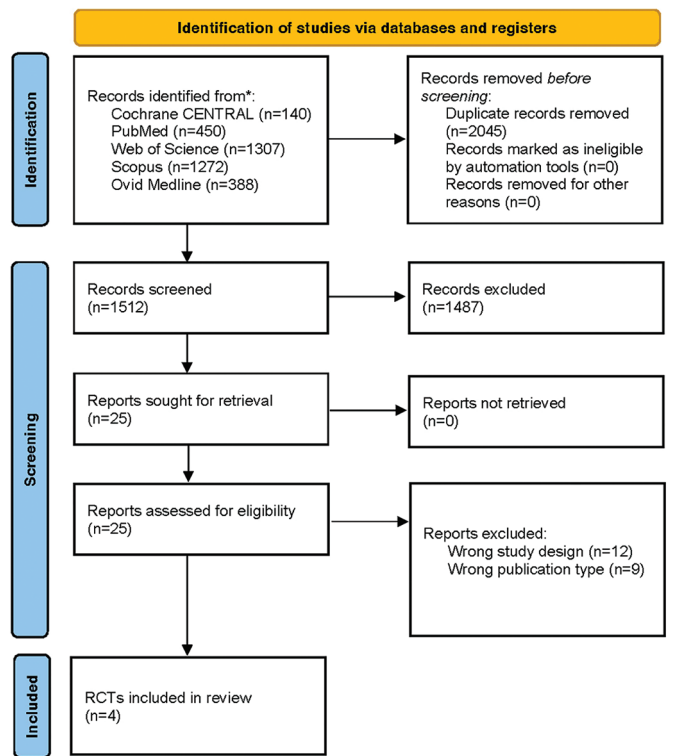 Identification of studies via databases and registers
Identification
Records identified from*:
Cochrane CENTRAL (n=140)
PubMed (n=450)
Web of Science (n=1307)
Scopus (n=1272)
Ovid Medline (n=388)
Records removed before
screening:
Duplicate records removed
(n=2045)
Records marked as ineligible
by automation tools (n=0)
Records removed for other
reasons (n=0)
Screening
Records screened
(n=1512)
Records excluded
(n=1487)
Reports sought for retrieval
(n=25)
Reports not retrieved
(n=0)
Reports assessed for eligibility
(n=25)
Reports excluded:
Wrong study design (n=12)
Wrong publication type (n=9)
Included
RCTs included in review
(n=4)